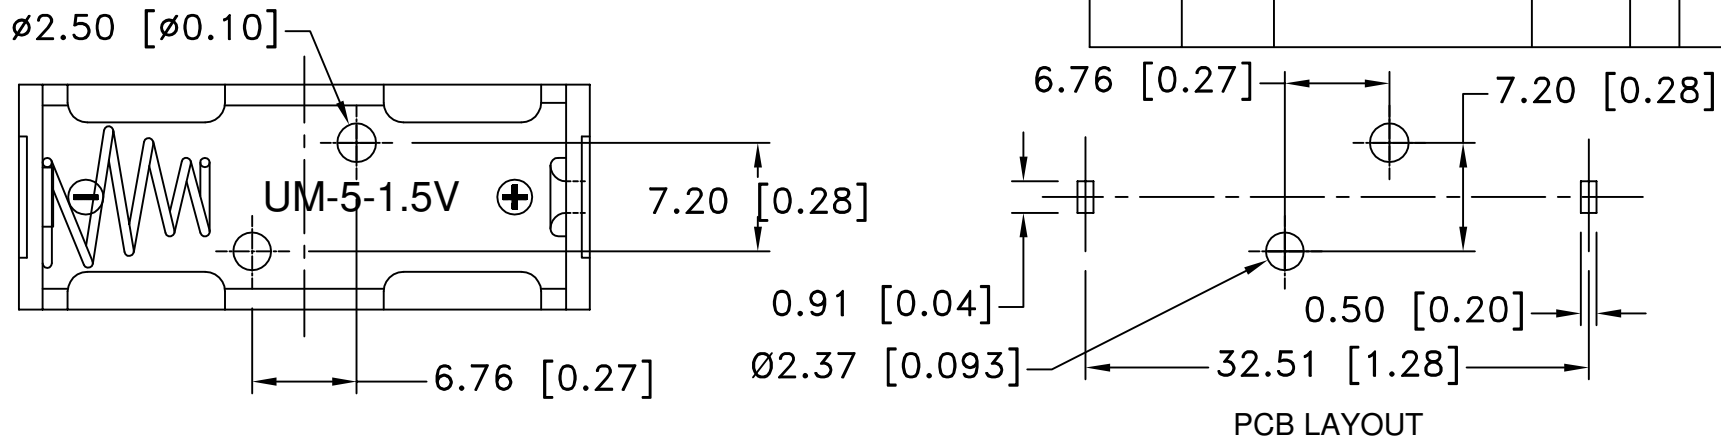 ø2.50 [ø0.10]
UM-5-1.5V
7.20 [0.28]
6.76 [0.27]
6.76 [0.27]
7.20 [0.28]
0.91 [0.04]
0.50 [0.20]
Ø2.37 [0.093]
32.51 [1.28]
PCB LAYOUT